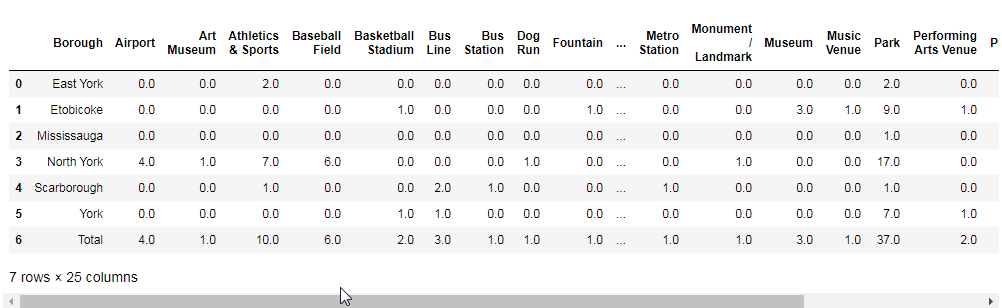 Borough Airport Art Museum Athletics & Sports Baseball Field Basketball Stadium Bus Line Bus Station Dog Run Fountain ... Metro Station Monument / Landmark Museum Music Venue Park Performing Arts Venue
0 East York 0.0 0.0 2.0 0.0 0.0 0.0 0.0 0.0 0.0 ... 0.0 0.0 0.0 0.0 2.0 0.0
1 Etobicoke 0.0 0.0 0.0 0.0 1.0 0.0 0.0 0.0 1.0 ... 0.0 0.0 3.0 1.0 9.0 1.0
2 Mississauga 0.0 0.0 0.0 0.0 0.0 0.0 0.0 0.0 0.0 ... 0.0 0.0 0.0 0.0 1.0 0.0
3 North York 4.0 1.0 7.0 6.0 0.0 0.0 0.0 1.0 0.0 ... 0.0 1.0 0.0 0.0 17.0 0.0
4 Scarborough 0.0 0.0 1.0 0.0 0.0 2.0 1.0 0.0 0.0 ... 1.0 0.0 0.0 0.0 1.0 0.0
5 York 0.0 0.0 0.0 0.0 1.0 1.0 0.0 0.0 0.0 ... 0.0 0.0 0.0 0.0 7.0 1.0
6 Total 4.0 1.0 10.0 6.0 2.0 3.0 1.0 1.0 1.0 ... 1.0 1.0 3.0 1.0 37.0 2.0
7 rows × 25 columns